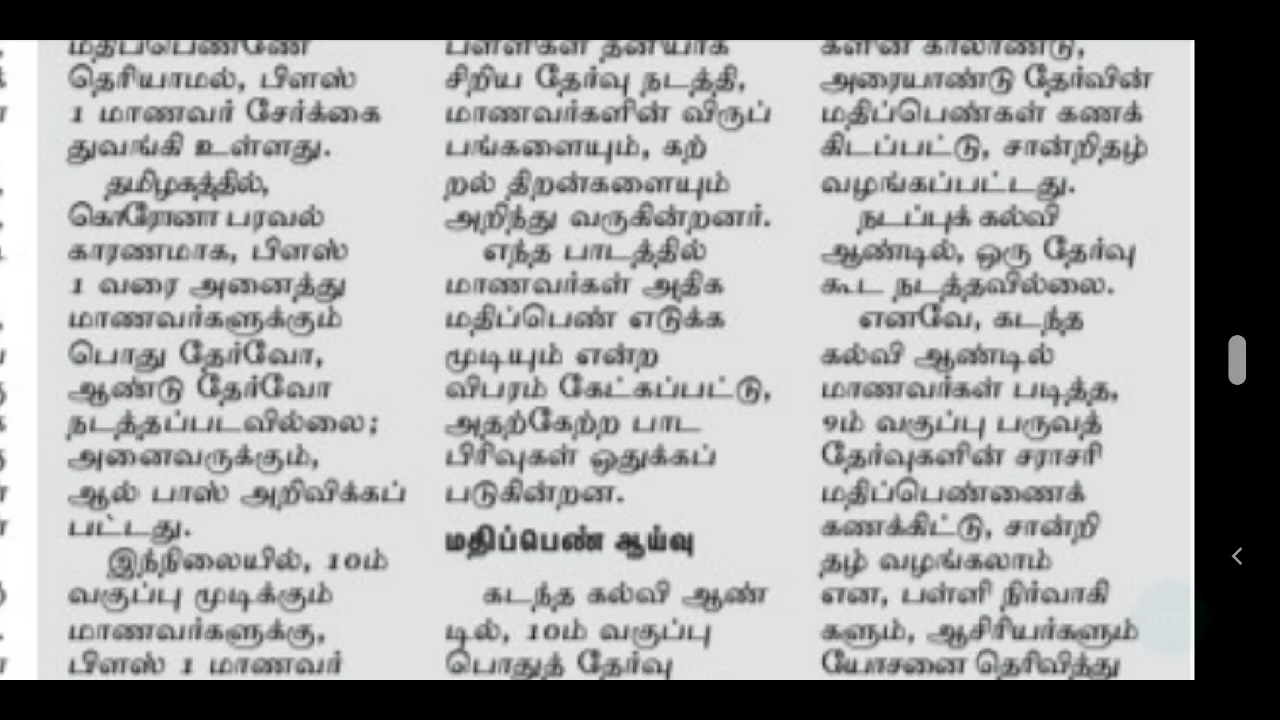 மதிப்பெண்ணே
தெரியாமல், பிளஸ்
1 மாணவர் சேர்க்கை
துவங்கி உள்ளது.
தமிழகத்தில்,
கொரோனா பரவல்
காரணமாக, பிளஸ்
1 வரை அனைத்து
மாணவர்களுக்கும்
பொது தேர்வோ,
ஆண்டு தேர்வோ
நடத்தப்படவில்லை;
அனைவருக்கும்,
ஆல் பாஸ் அறிவிக்கப்
பட்டது.
இந்நிலையில், 10ம்
வகுப்பு முடிக்கும்
மாணவர்களுக்கு,
பிளஸ் 1 மாணவர்
பள்ளிகள் தனியாக
சிறிய தேர்வு நடத்தி,
மாணவர்களின் விருப்
பங்களையும், கற்
றல் திறன்களையும்
அறிந்து வருகின்றனர்.
எந்த பாடத்தில்
மாணவர்கள் அதிக
மதிப்பெண் எடுக்க
முடியும் என்ற
விபரம் கேட்கப்பட்டு,
அதற்கேற்ற பாட
பிரிவுகள் ஒதுக்கப்
படுகின்றன.
மதிப்பெண் ஆய்வு
கடந்த கல்வி ஆண்
டில், 10ம் வகுப்பு
பொதுத் தேர்வு
களின் காலாண்டு,
அரையாண்டு தேர்வின்
மதிப்பெண்கள் கணக்
கிடப்பட்டு, சான்றிதழ்
வழங்கப்பட்டது.
நடப்புக் கல்வி
ஆண்டில், ஒரு தேர்வு
கூட நடத்தவில்லை.
எனவே, கடந்த
கல்வி ஆண்டில்
மாணவர்கள் படித்த,
9ம் வகுப்பு பருவத்
தேர்வுகளின் சராசரி
மதிப்பெண்ணைக்
கணக்கிட்டு, சான்றி
தழ் வழங்கலாம்
என, பள்ளி நிர்வாகி
களும், ஆசிரியர்களும்
யோசனை தெரிவித்து